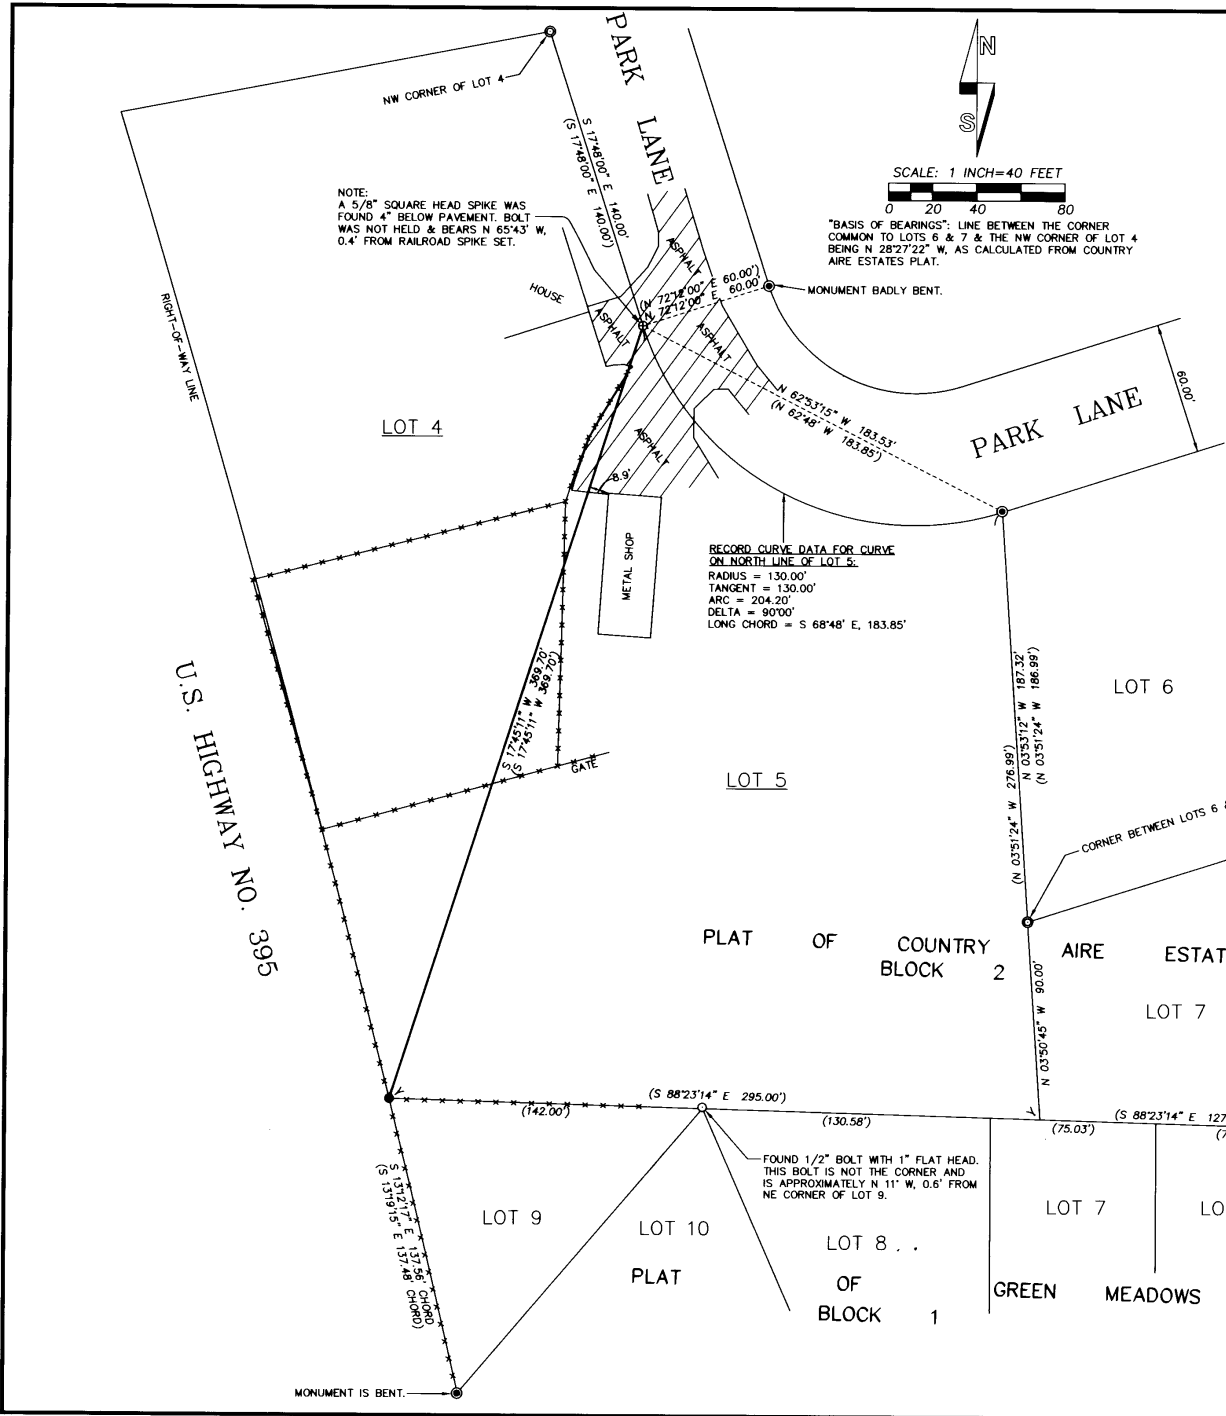 PARK LANE
N
S
NW CORNER OF LOT 4
S 17°48'00" E 140.00'
(S 17°48'00" E 140.00')
SCALE: 1 INCH=40 FEET
0 20 40 80
"BASIS OF BEARINGS": LINE BETWEEN THE CORNER
COMMON TO LOTS 6 & 7 & THE NW CORNER OF LOT 4
BEING N 28°27'22" W, AS CALCULATED FROM COUNTRY
AIRE ESTATES PLAT.
NOTE:
A 5/8" SQUARE HEAD SPIKE WAS
FOUND 4" BELOW PAVEMENT. BOLT
WAS NOT HELD & BEARS N 65°43' W,
0.4' FROM RAILROAD SPIKE SET.
ASPHALT
(N 72°12'00" E 60.00')
N 72°12'00" E 60.00'
MONUMENT BADLY BENT.
HOUSE
ASPHALT
ASPHALT
RIGHT-OF-WAY LINE
60.00'
N 62°53'15" W 183.53'
(N 62°48' W 183.85')
PARK LANE
LOT 4
ASPHALT
8.9'
METAL SHOP
RECORD CURVE DATA FOR CURVE
ON NORTH LINE OF LOT 5:
RADIUS = 130.00'
TANGENT = 130.00'
ARC = 204.20'
DELTA = 90°00'
LONG CHORD = S 68°48' E, 183.85'
S 17°45'11" W 369.70'
(S 17°45'11" W 369.70')
N 03°53'12" W 187.32'
(N 03°51'24" W 186.99')
(N 03°51'24" W 276.99')
LOT 6
U.S. HIGHWAY NO. 395
GATE
LOT 5
CORNER BETWEEN LOTS 6 &
PLAT OF COUNTRY AIRE ESTAT
BLOCK 2
LOT 7
N 03°50'45" W 90.00'
(S 88°23'14" E 295.00')
(142.00')
(130.58')
(S 88°23'14" E 127
(75.03')
(7
FOUND 1/2" BOLT WITH 1" FLAT HEAD.
THIS BOLT IS NOT THE CORNER AND
IS APPROXIMATELY N 11° W, 0.6' FROM
NE CORNER OF LOT 9.
S 13°12'17" E 137.56' CHORD
(S 13°19'15" E 137.48' CHORD)
LOT 9
LOT 10
LOT 8
LOT 7
LO
PLAT OF GREEN MEADOWS
BLOCK 1
MONUMENT IS BENT.